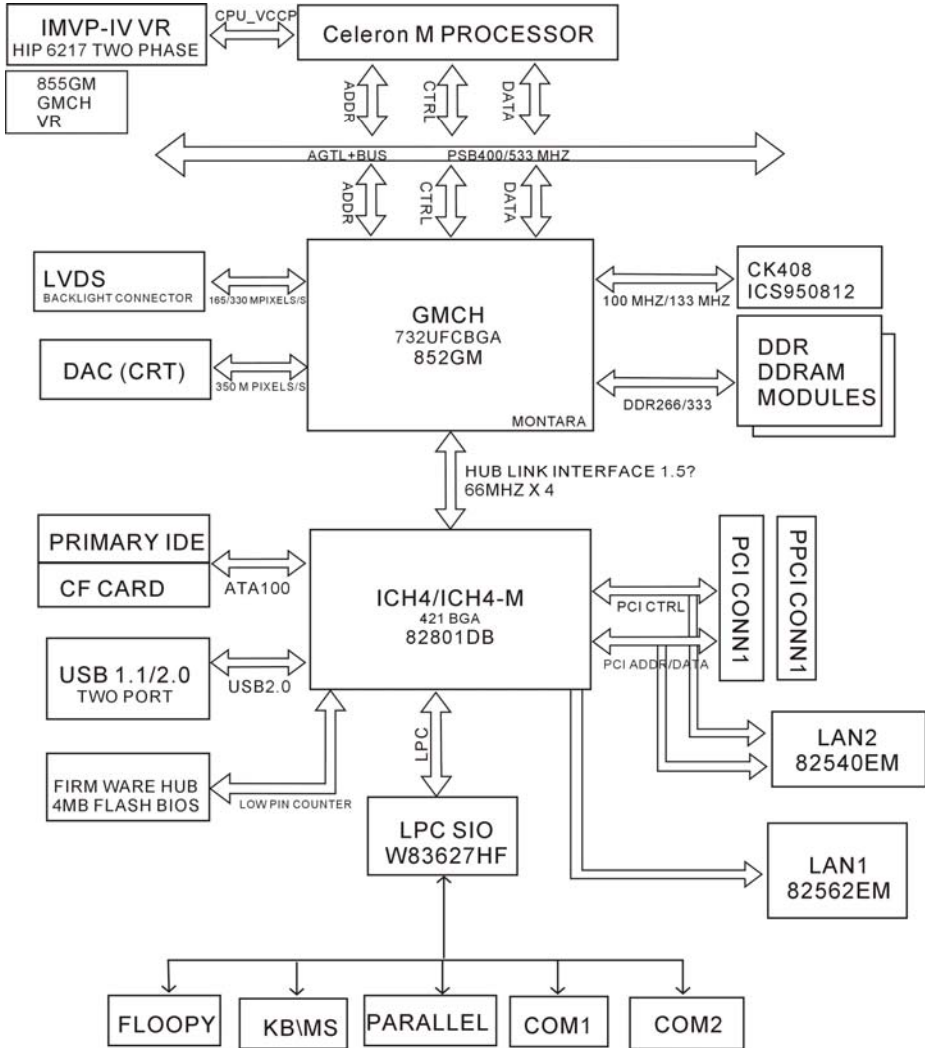 IMVP-IV VR
HIP 6217 TWO PHASE
CPU_VCCP
Celeron M PROCESSOR
855GM
GMCH
VR
ADDR
CTRL
DATA
AGTL+BUS
PSB400/533 MHZ
ADDR
CTRL
DATA
LVDS
BACKLIGHT CONNECTOR
165/330 MPIXELS/S
GMCH
732UFCBGA
852GM
MONTARA
100 MHZ/133 MHZ
CK408
ICS950812
DAC (CRT)
350 M PIXELS/S
DDR266/333
DDR
DDRAM
MODULES
HUB LINK INTERFACE 1.5?
66MHZ X 4
PRIMARY IDE
CF CARD
ATA100
ICH4/ICH4-M
421 BGA
82801DB
PCI CTRL
PCI ADDR/DATA
PCI CONN1
PPCI CONN1
USB 1.1/2.0
TWO PORT
USB2.0
FIRM WARE HUB
4MB FLASH BIOS
LOW PIN COUNTER
LPC
LPC SIO
W83627HF
LAN2
82540EM
LAN1
82562EM
FLOOPY
KB\MS
PARALLEL
COM1
COM2